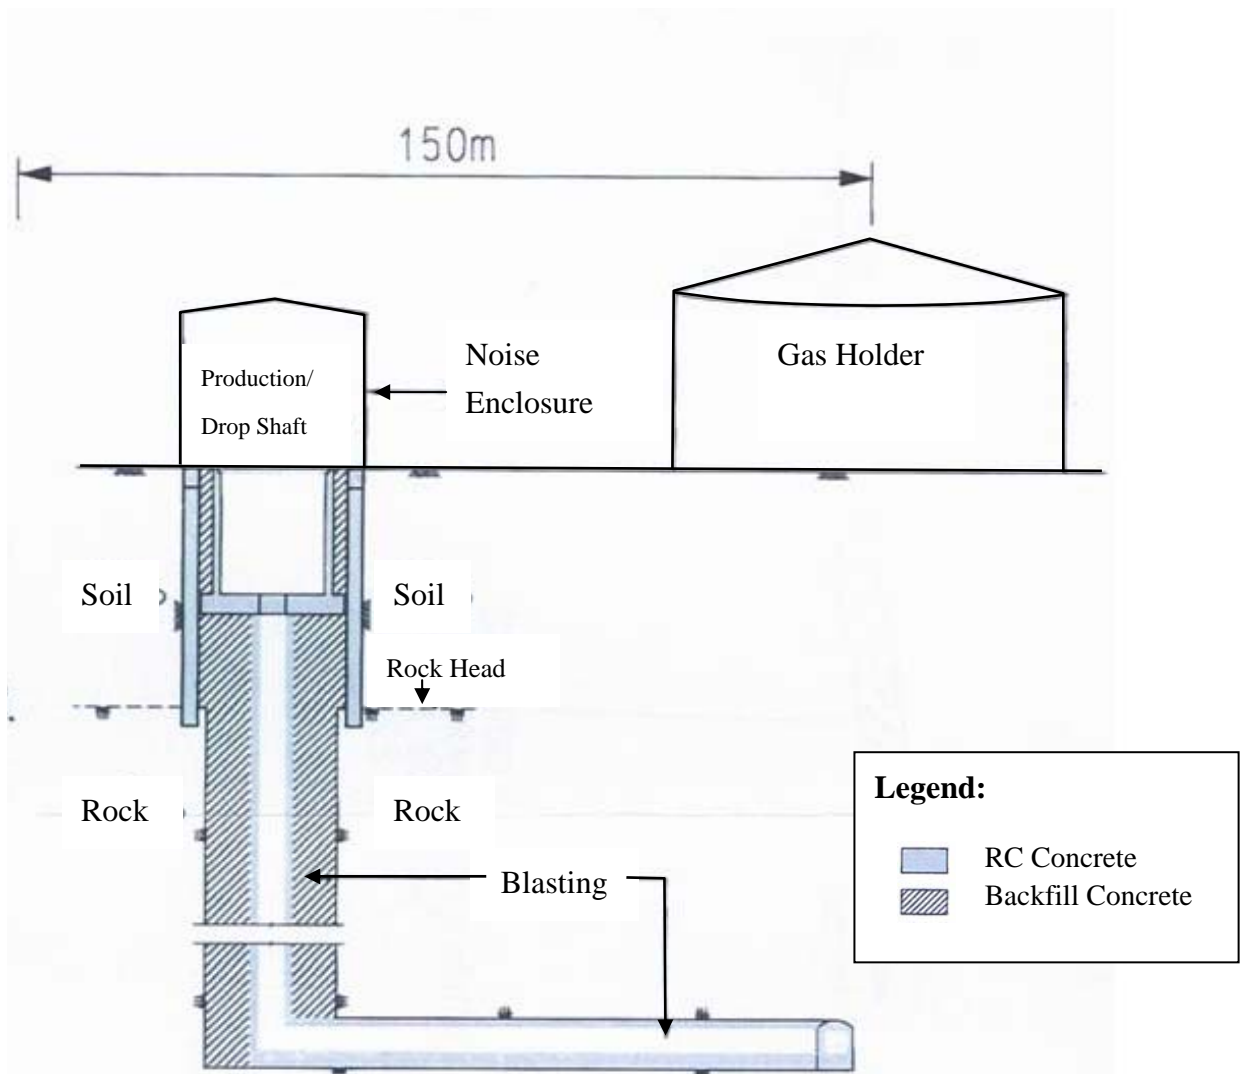 150m
Noise
Enclosure
Gas Holder
Production/
Drop Shaft
Soil
Soil
Rock Head
Rock
Rock
Blasting
Legend:
RC Concrete
Backfill Concrete